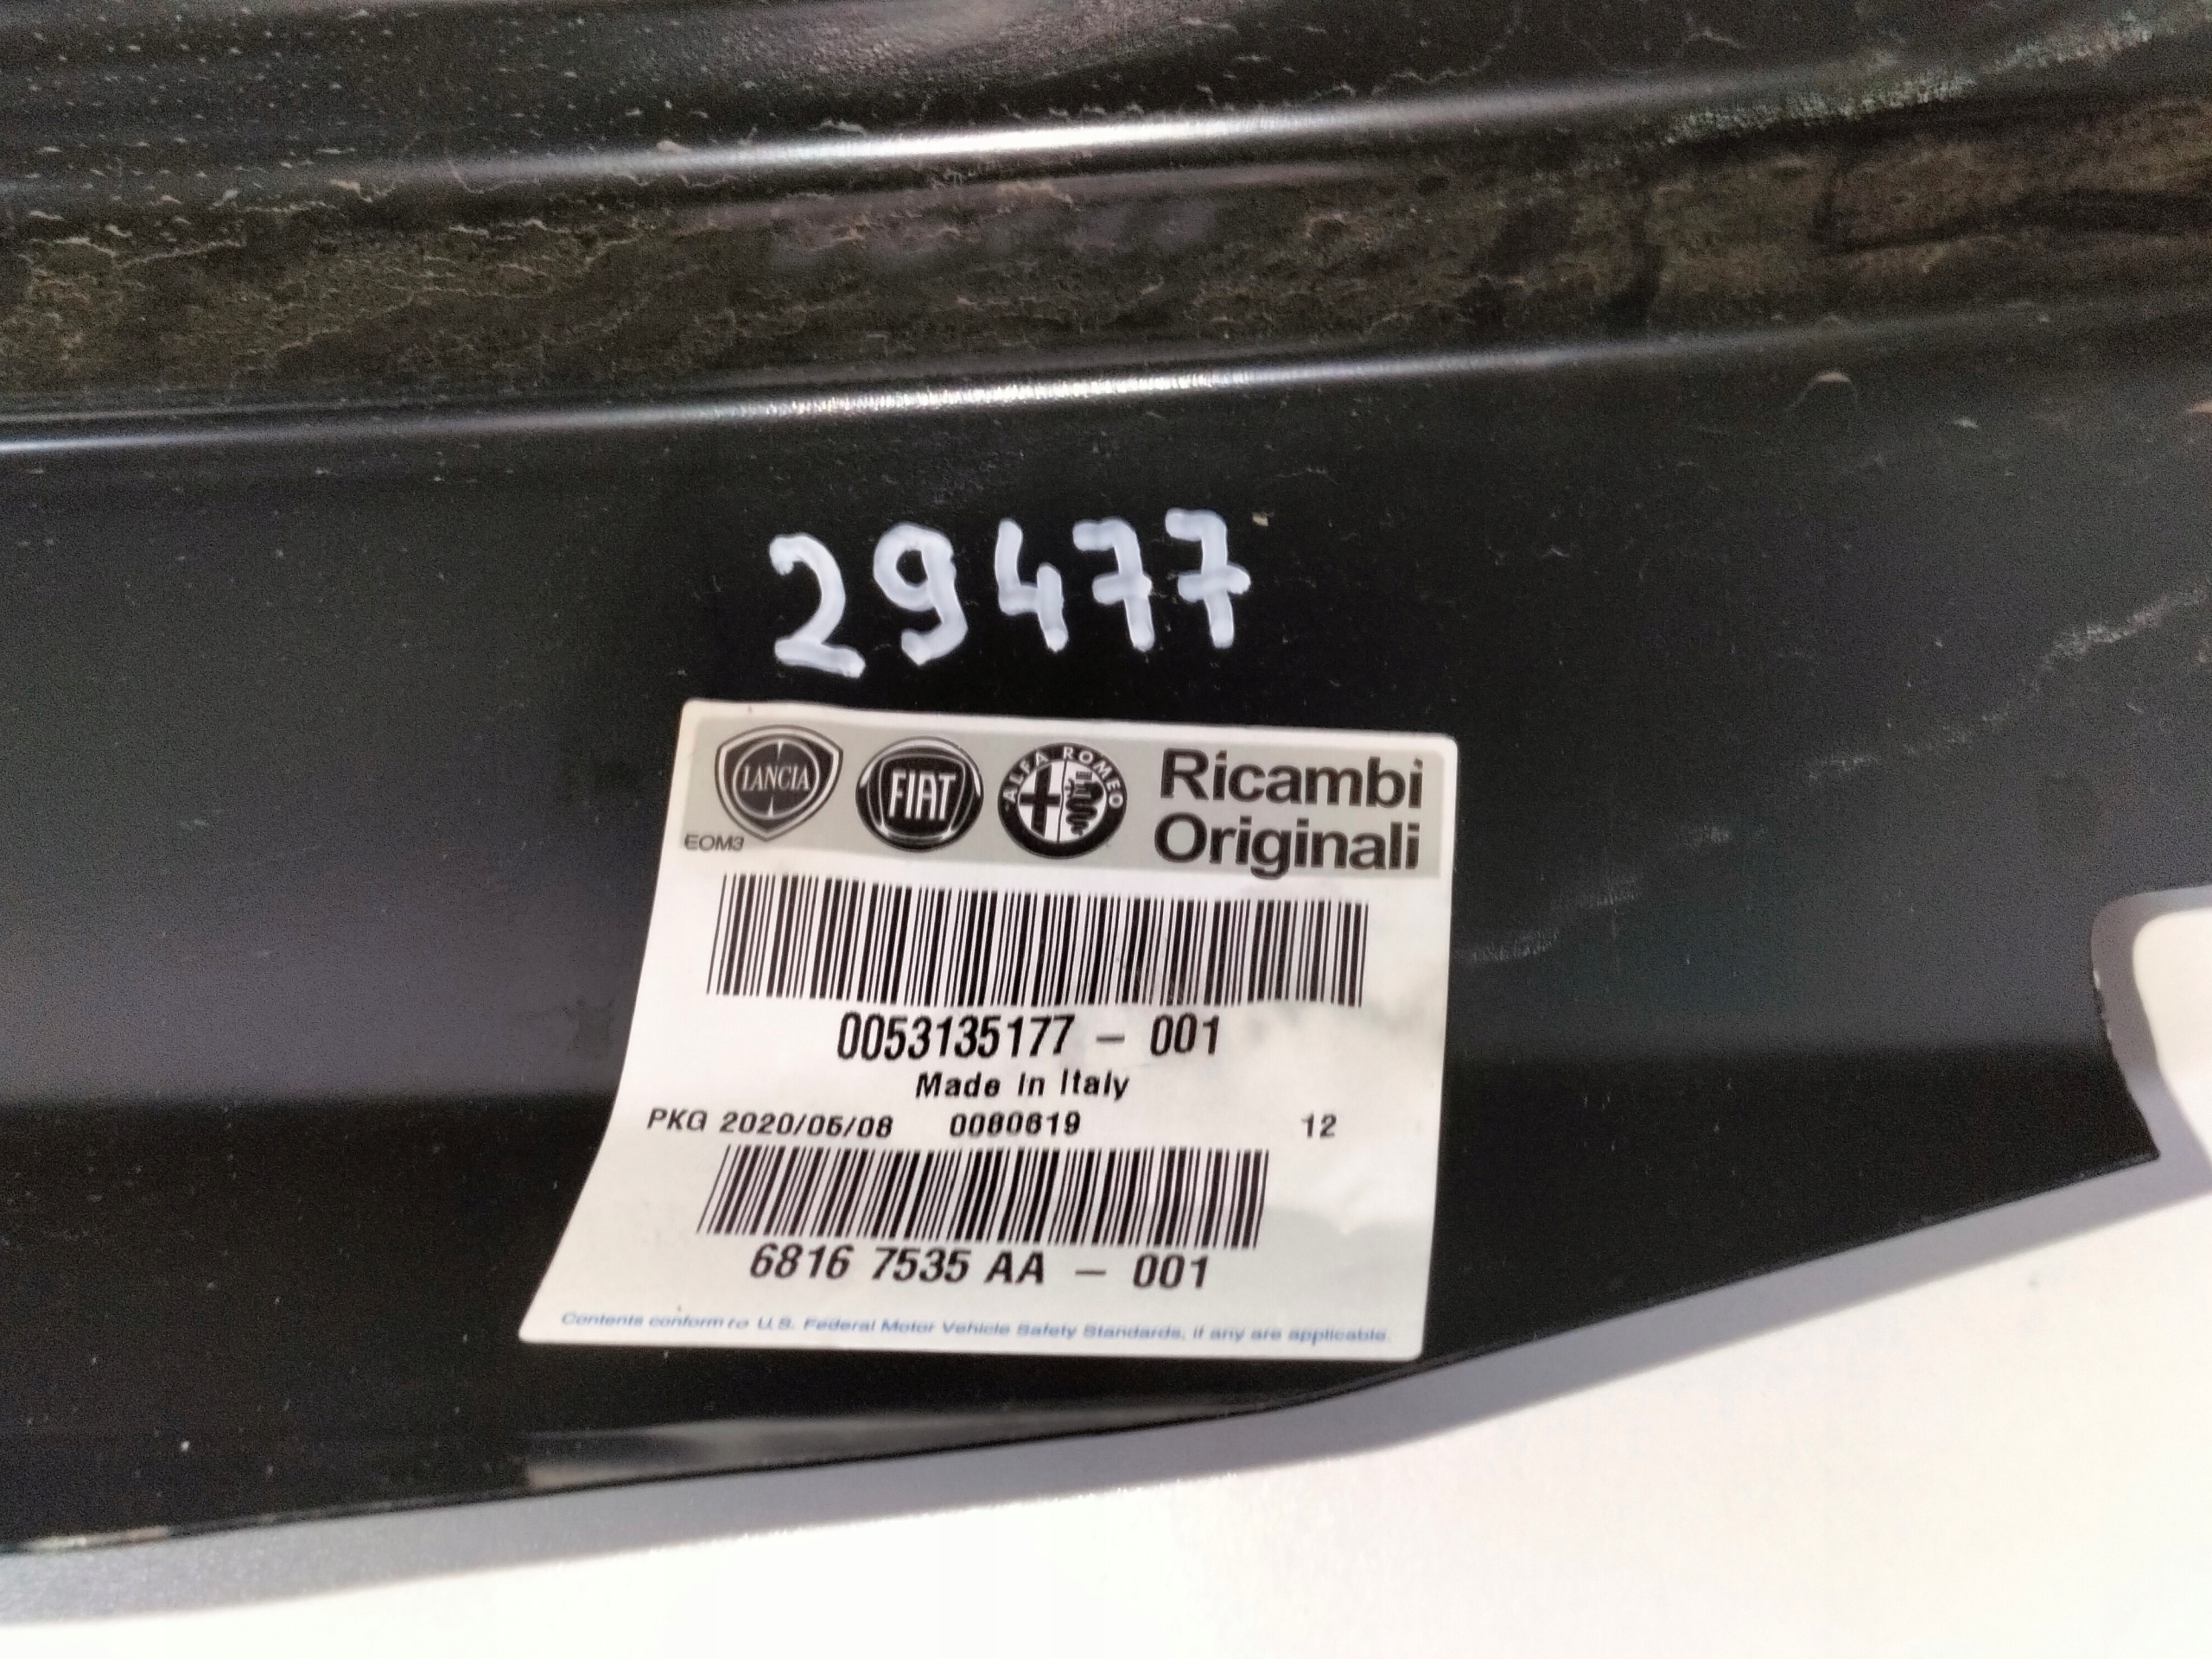 29477
LANCIA
FIAT
ALFA ROMEO
Ricambi
Originali
EOM3
0053135177 - 001
Made In Italy
PKG 2020/05/08 0080819 12
6816 7535 AA - 001
Contents conform to U.S. Federal Motor Vehicle Safety Standards, if any are applicable.